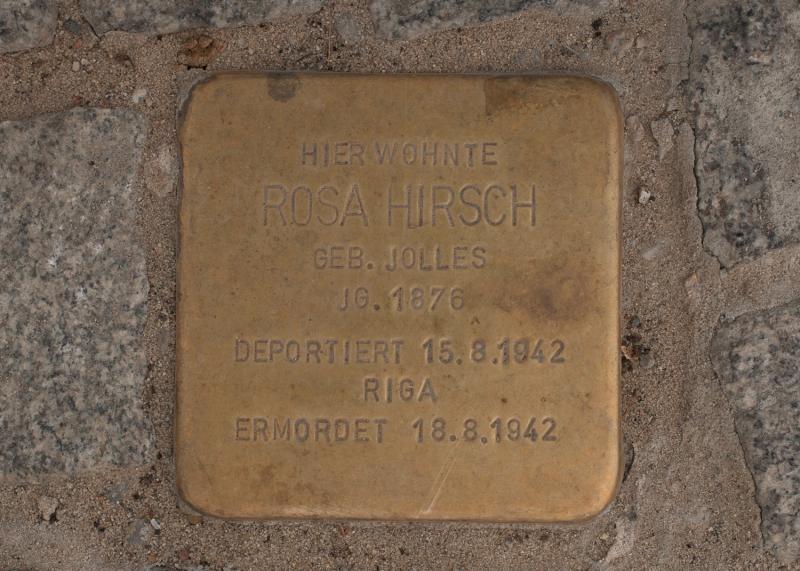 HIER WOHNTE
ROSA HIRSCH
GEB. JOLLES
JG. 1876
DEPORTIERT 15.8.1942
RIGA
ERMORDET 18.8.1942